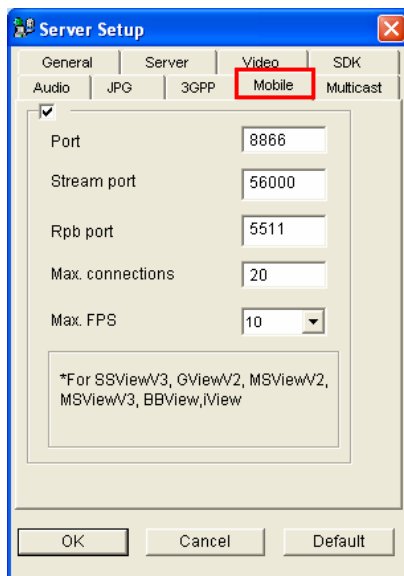 Server Setup
General Server Video SDK
Audio JPG 3GPP Mobile Multicast
Port 8866
Stream port 56000
Rpb port 5511
Max. connections 20
Max. FPS 10
*For SSViewV3, GViewV2, MSViewV2,
MSViewV3, BBView,iView
OK Cancel Default